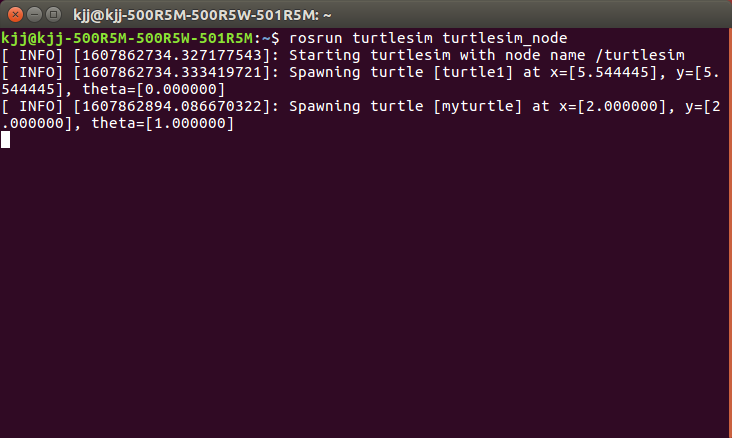 kjj@kjj-500R5M-500R5W-501R5M: ~
kjj@kjj-500R5M-500R5W-501R5M:~$ rosrun turtlesim turtlesim_node
[ INFO] [1607862734.327177543]: Starting turtlesim with node name /turtlesim
[ INFO] [1607862734.333419721]: Spawning turtle [turtle1] at x=[5.544445], y=[5.
544445], theta=[0.000000]
[ INFO] [1607862894.086670322]: Spawning turtle [myturtle] at x=[2.000000], y=[2
.000000], theta=[1.000000]